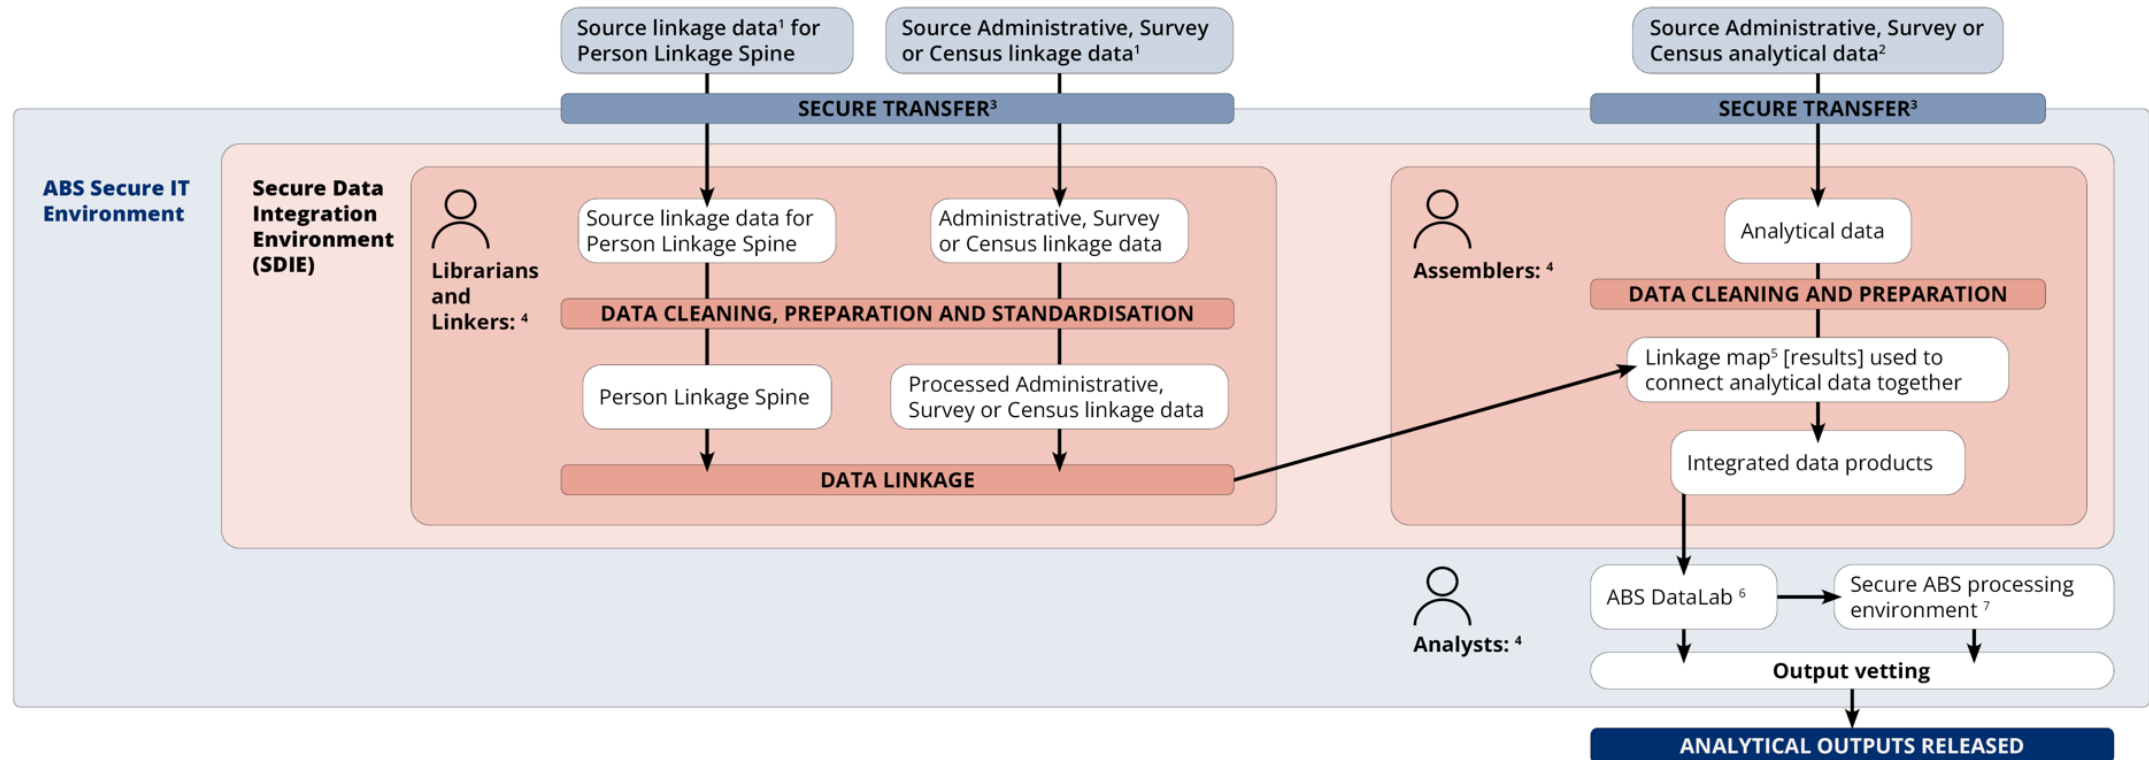 Source linkage data¹ for
Person Linkage Spine
Source Administrative, Survey
or Census linkage data¹
Source Administrative, Survey or
Census analytical data²
SECURE TRANSFER³
SECURE TRANSFER³
ABS Secure IT
Environment
Secure Data
Integration
Environment
(SDIE)
Librarians
and
Linkers: ⁴
Source linkage data for
Person Linkage Spine
Administrative, Survey
or Census linkage data
DATA CLEANING, PREPARATION AND STANDARDISATION
Person Linkage Spine
Processed Administrative,
Survey or Census linkage data
DATA LINKAGE
Assemblers: ⁴
Analytical data
DATA CLEANING AND PREPARATION
Linkage map⁵ [results] used to
connect analytical data together
Integrated data products
Analysts: ⁴
ABS DataLab ⁶
Secure ABS processing
environment ⁷
Output vetting
ANALYTICAL OUTPUTS RELEASED